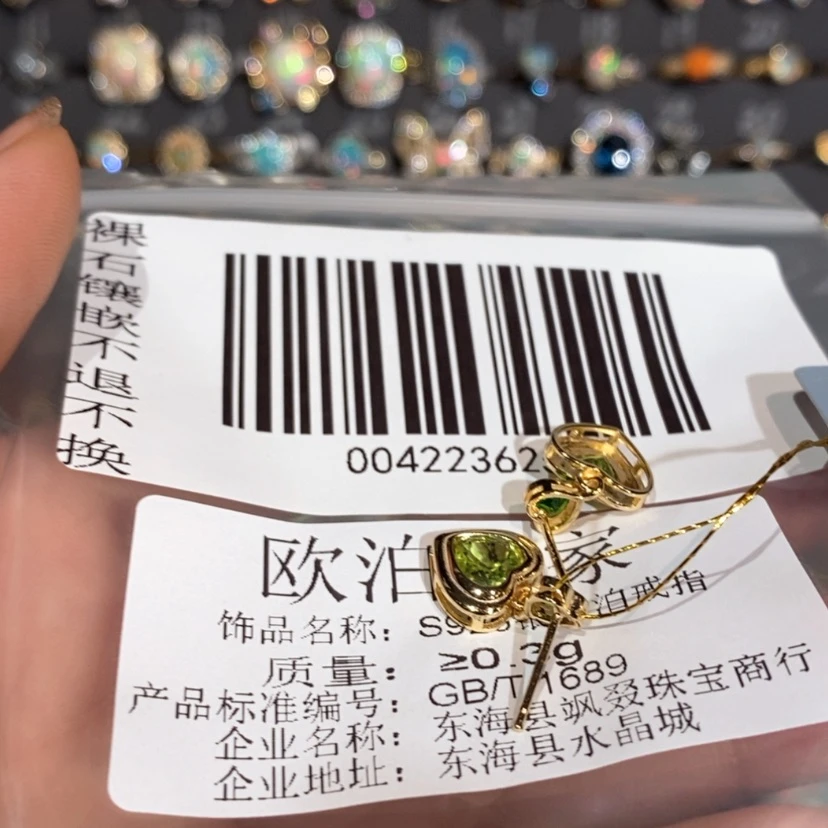 裸石镶嵌不退不换
00422362
欧泊 家
饰品名称： S925 泊戒指
质量： ≥0.3g
产品标准编号： GB/T 1689
企业名称： 东海县飒叕珠宝商行
企业地址： 东海县水晶城